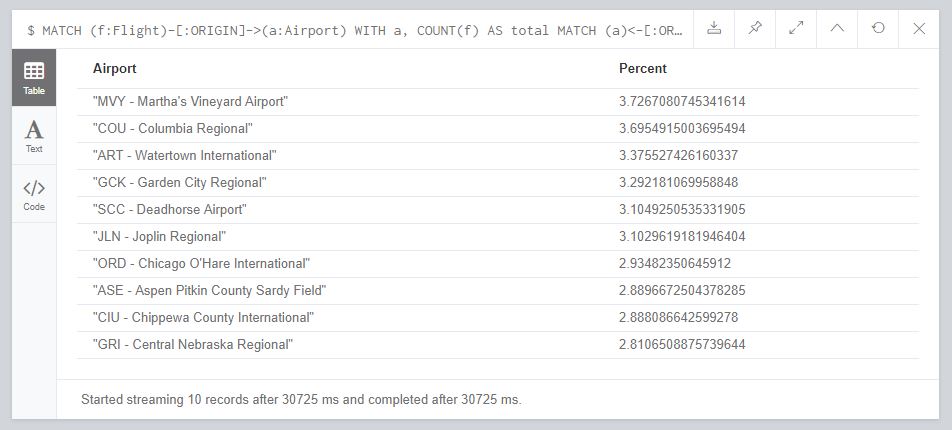 $ MATCH (f:Flight)-[:ORIGIN]->(a:Airport) WITH a, COUNT(f) AS total MATCH (a)<-[:OR…
Airport Percent
Table
"MVY - Martha's Vineyard Airport" 3.7267080745341614
"COU - Columbia Regional" 3.6954915003695494
A
Text
"ART - Watertown International" 3.375527426160337
"GCK - Garden City Regional" 3.292181069958848
</>
Code
"SCC - Deadhorse Airport" 3.1049250535331905
"JLN - Joplin Regional" 3.1029619181946404
"ORD - Chicago O'Hare International" 2.93482350645912
"ASE - Aspen Pitkin County Sardy Field" 2.8896672504378285
"CIU - Chippewa County International" 2.888086642599278
"GRI - Central Nebraska Regional" 2.8106508875739644
Started streaming 10 records after 30725 ms and completed after 30725 ms.